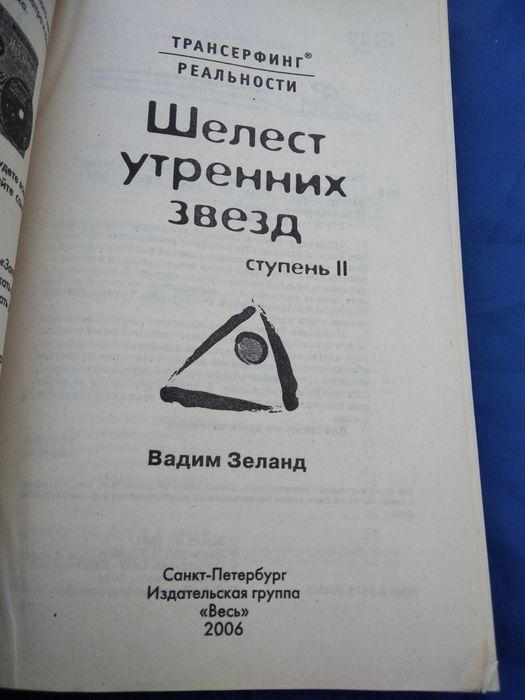 ТРАНСЕРФИНГ®
РЕАЛЬНОСТИ
Шелест
утренних
звезд
ступень II
Вадим Зеланд
Санкт-Петербург
Издательская группа
«Весь»
2006